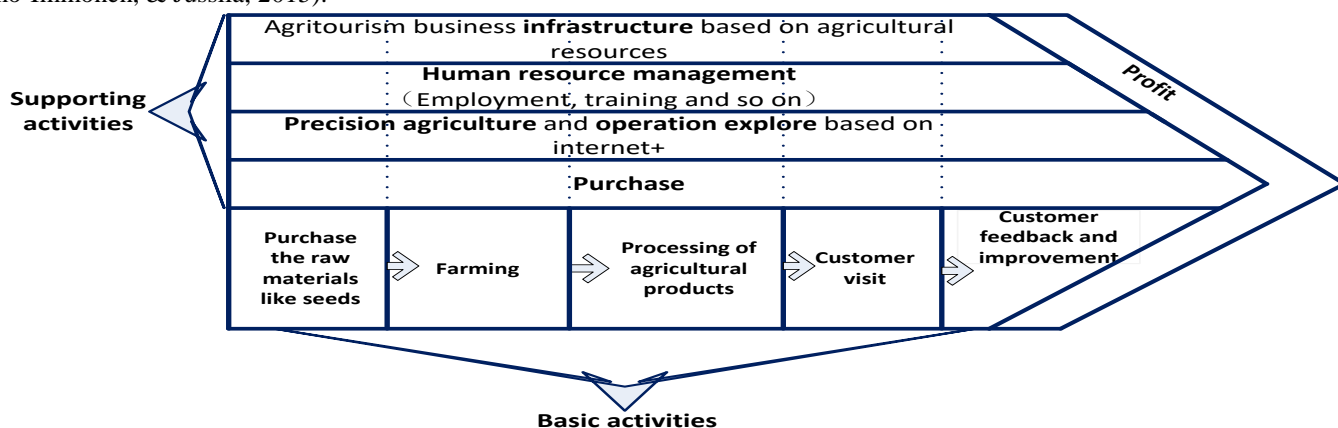 & Jussila, 2015).
Agritourism business infrastructure based on agricultural
resources
Human resource management
（Employment, training and so on）
Precision agriculture and operation explore based on
internet+
Purchase
Profit
Supporting
activities
Purchase
the raw
materials
like seeds
Farming
Processing of
agricultural
products
Customer
visit
Customer
feedback and
improvement
Basic activities